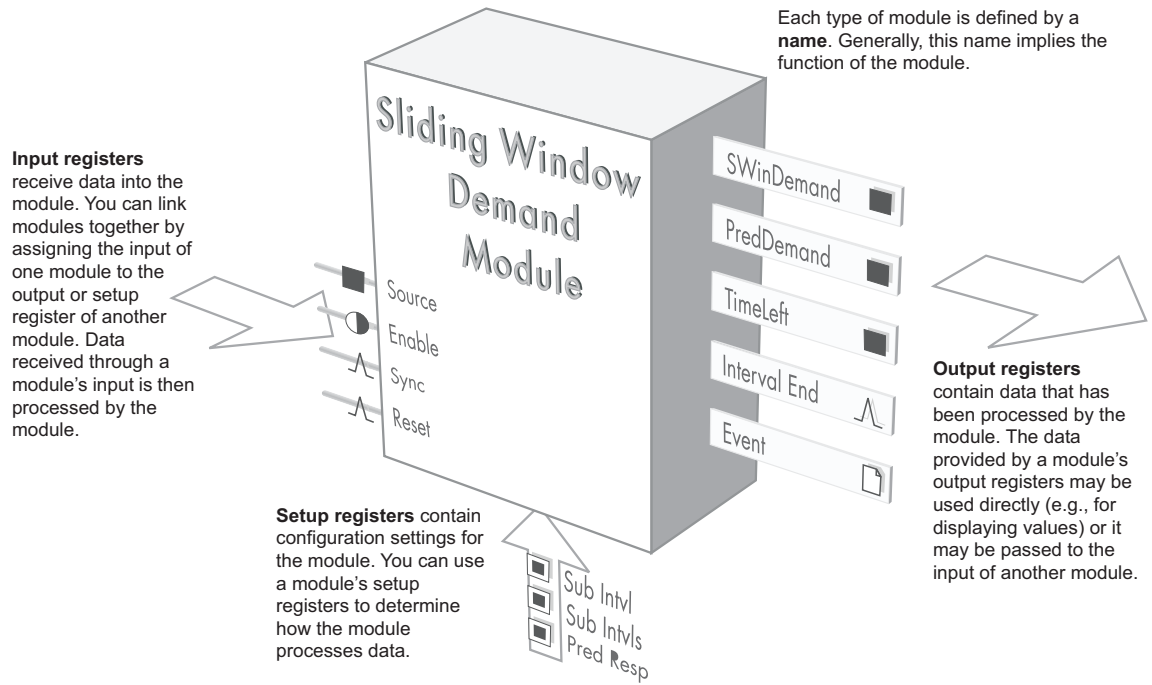 Each type of module is defined by a
name. Generally, this name implies the
function of the module.
Input registers
receive data into the
module. You can link
modules together by
assigning the input of
one module to the
output or setup
register of another
module. Data
received through a
module's input is then
processed by the
module.
Sliding Window
Demand
Module
Source
Enable
Sync
Reset
SWinDemand
PredDemand
TimeLeft
Interval End
Event
Output registers
contain data that has
been processed by the
module. The data
provided by a module's
output registers may be
used directly (e.g., for
displaying values) or it
may be passed to the
input of another module.
Setup registers contain
configuration settings for
the module. You can use
a module's setup
registers to determine
how the module
processes data.
Sub Intvl
Sub Intvls
Pred Resp